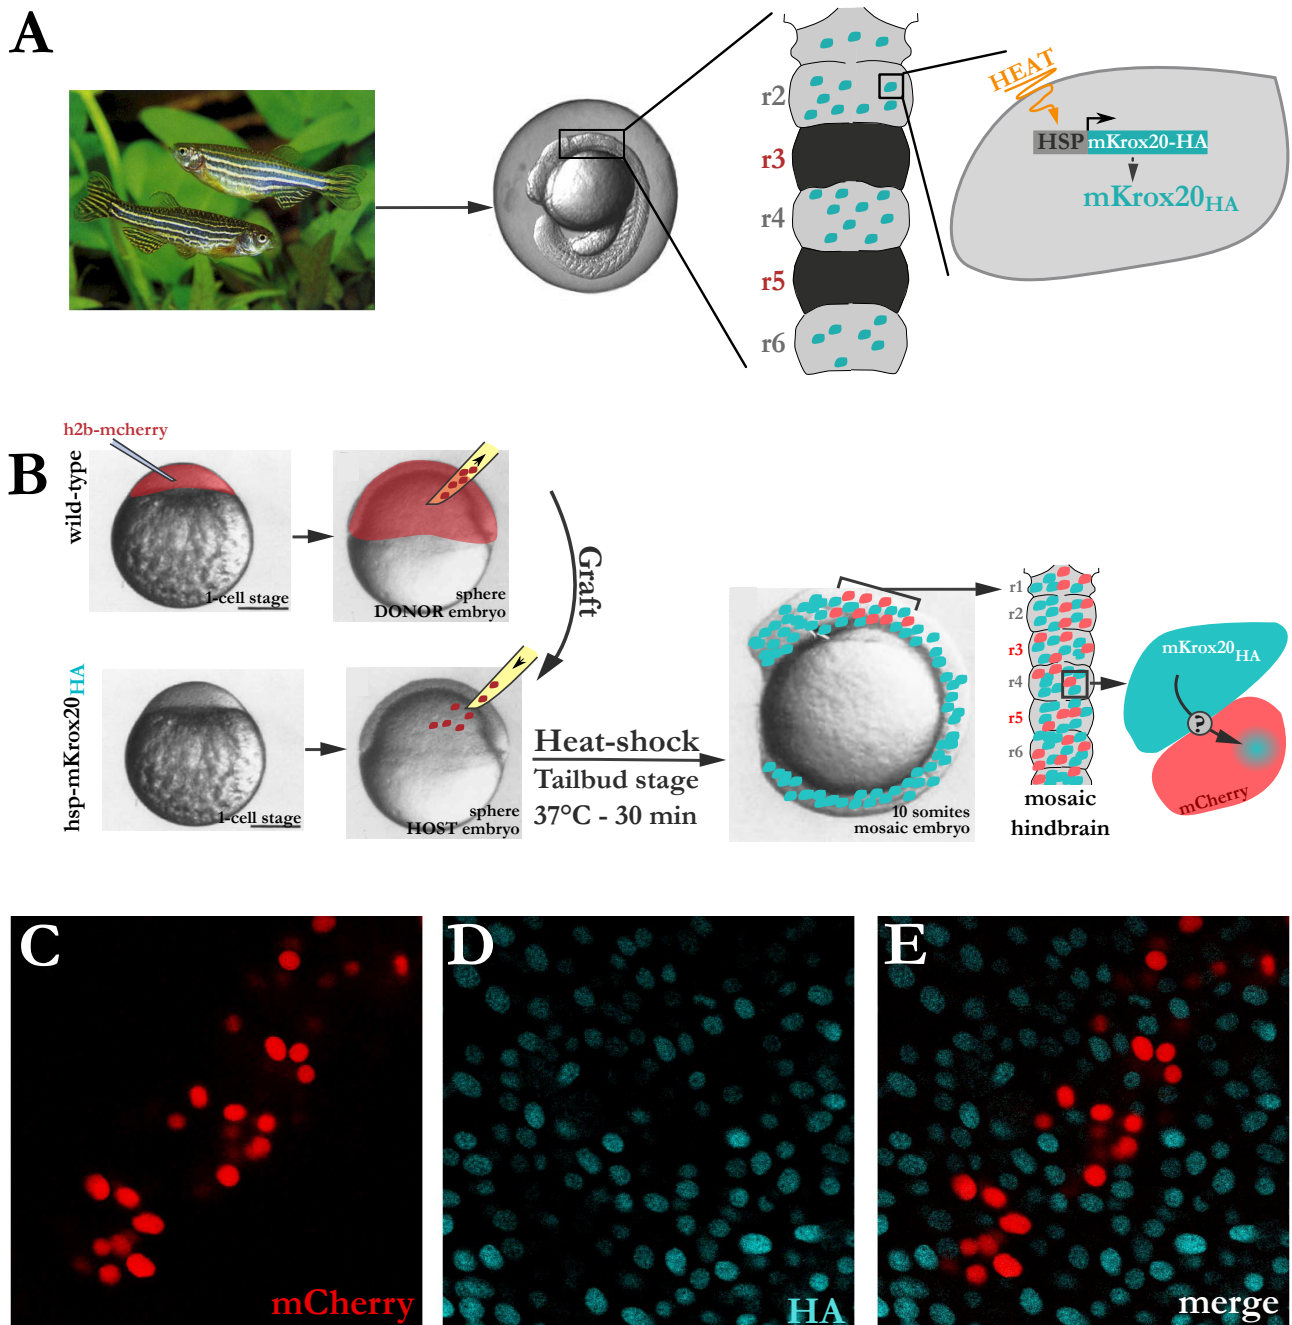 A
HEAT
HSP mKrox20-HA
mKrox20HA
r2
r3
r4
r5
r6
B
h2b-mcherry
wild-type
1-cell stage
sphere
DONOR embryo
Graft
hsp-mKrox20HA
1-cell stage
sphere
HOST embryo
Heat-shock
Tailbud stage
37°C - 30 min
10 somites
mosaic embryo
r1
r2
r3
r4
r5
r6
mosaic
hindbrain
mKrox20HA
?
mCherry
C
mCherry
D
HA
E
merge